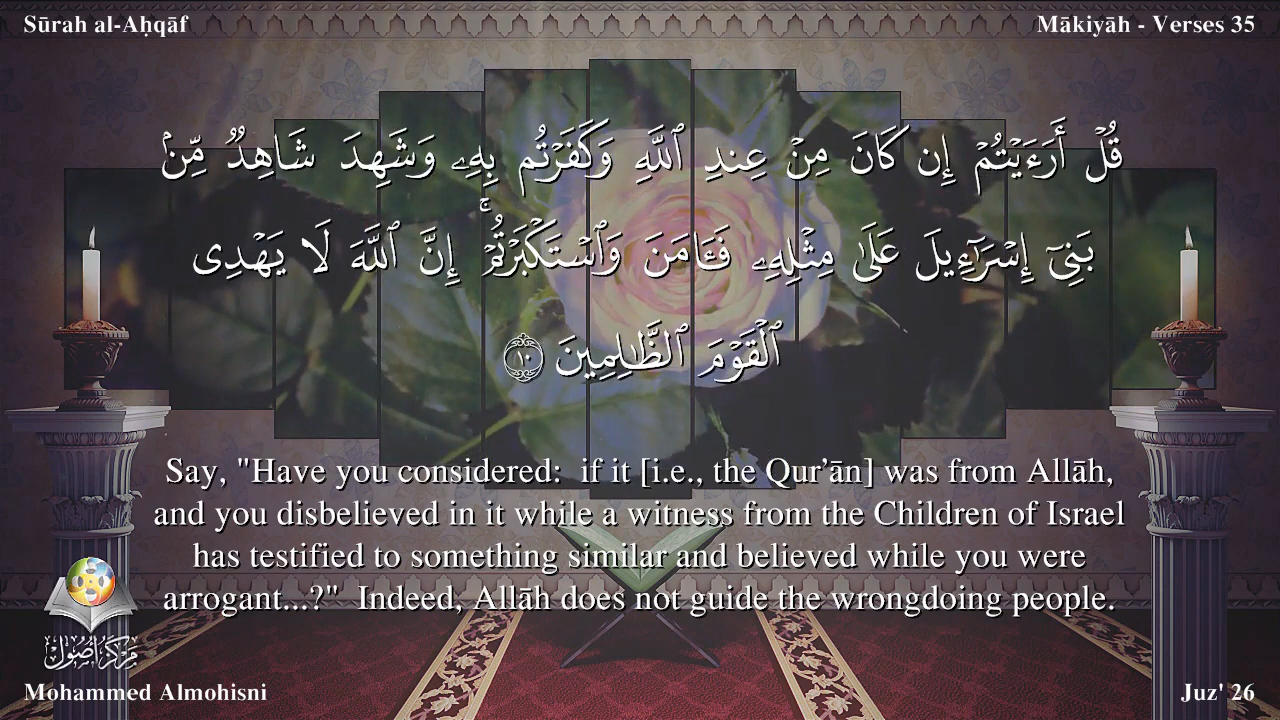 Sūrah al-Aḥqāf
Mākiyāh - Verses 35
قُلْ أَرَءَيْتُمْ إِن كَانَ مِنْ عِندِ ٱللَّهِ وَكَفَرْتُم بِهِۦ وَشَهِدَ شَاهِدٌ مِّنۢ
بَنِىٓ إِسْرَٰٓءِيلَ عَلَىٰ مِثْلِهِۦ فَـَٔامَنَ وَٱسْتَكْبَرْتُمْ ۖ إِنَّ ٱللَّهَ لَا يَهْدِى
ٱلْقَوْمَ ٱلظَّـٰلِمِينَ ١٠
Say, "Have you considered:  if it [i.e., the Qur’ān] was from Allāh,
and you disbelieved in it while a witness from the Children of Israel
has testified to something similar and believed while you were
arrogant...?"  Indeed, Allāh does not guide the wrongdoing people.
مركز أصول
Mohammed Almohisni
Juz' 26